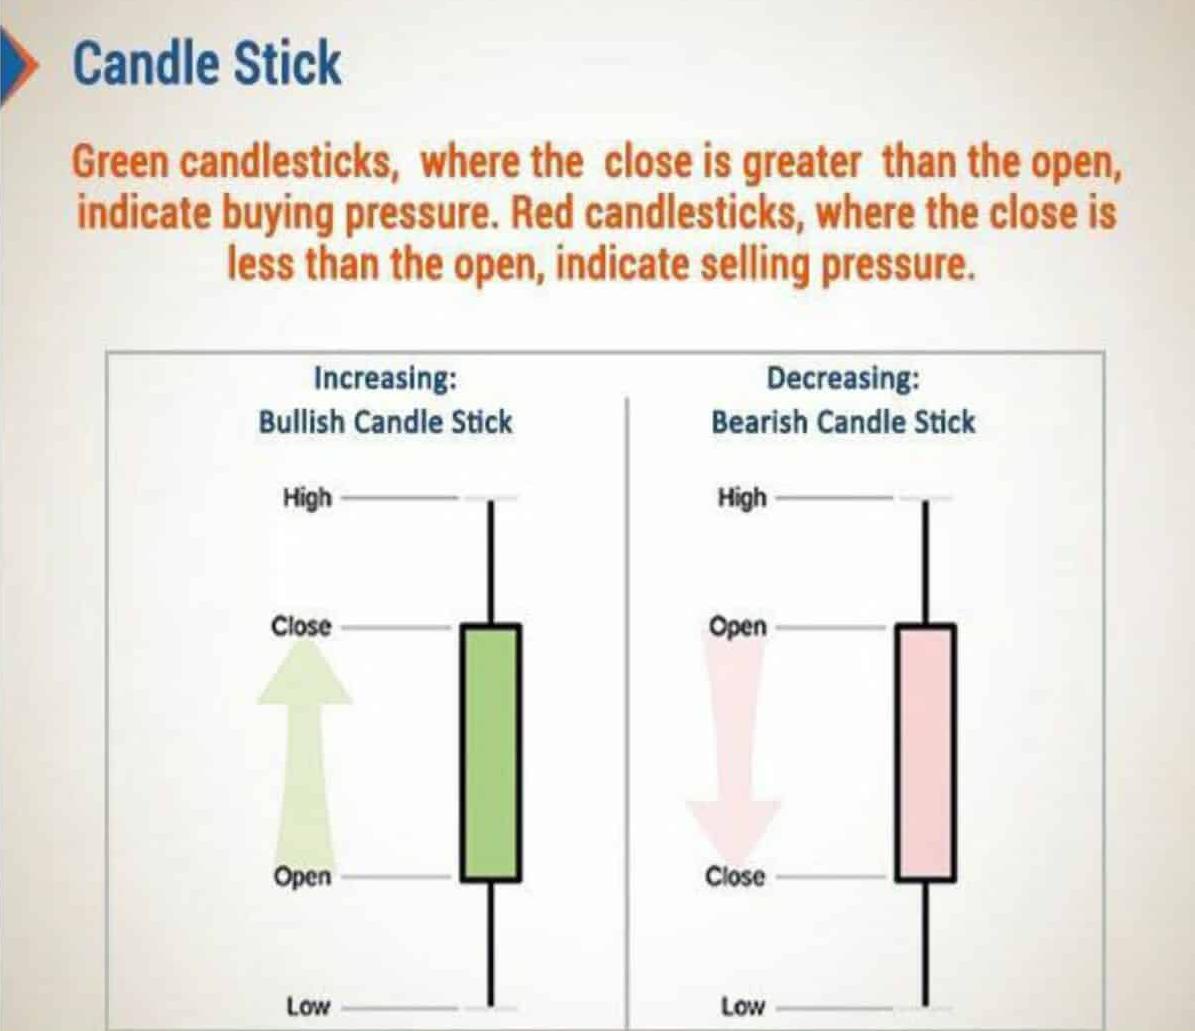 Candle Stick
Green candlesticks, where the close is greater than the open,
indicate buying pressure. Red candlesticks, where the close is
less than the open, indicate selling pressure.
Increasing:
Bullish Candle Stick
High
Close
Open
Low
Decreasing:
Bearish Candle Stick
High
Open
Close
Low